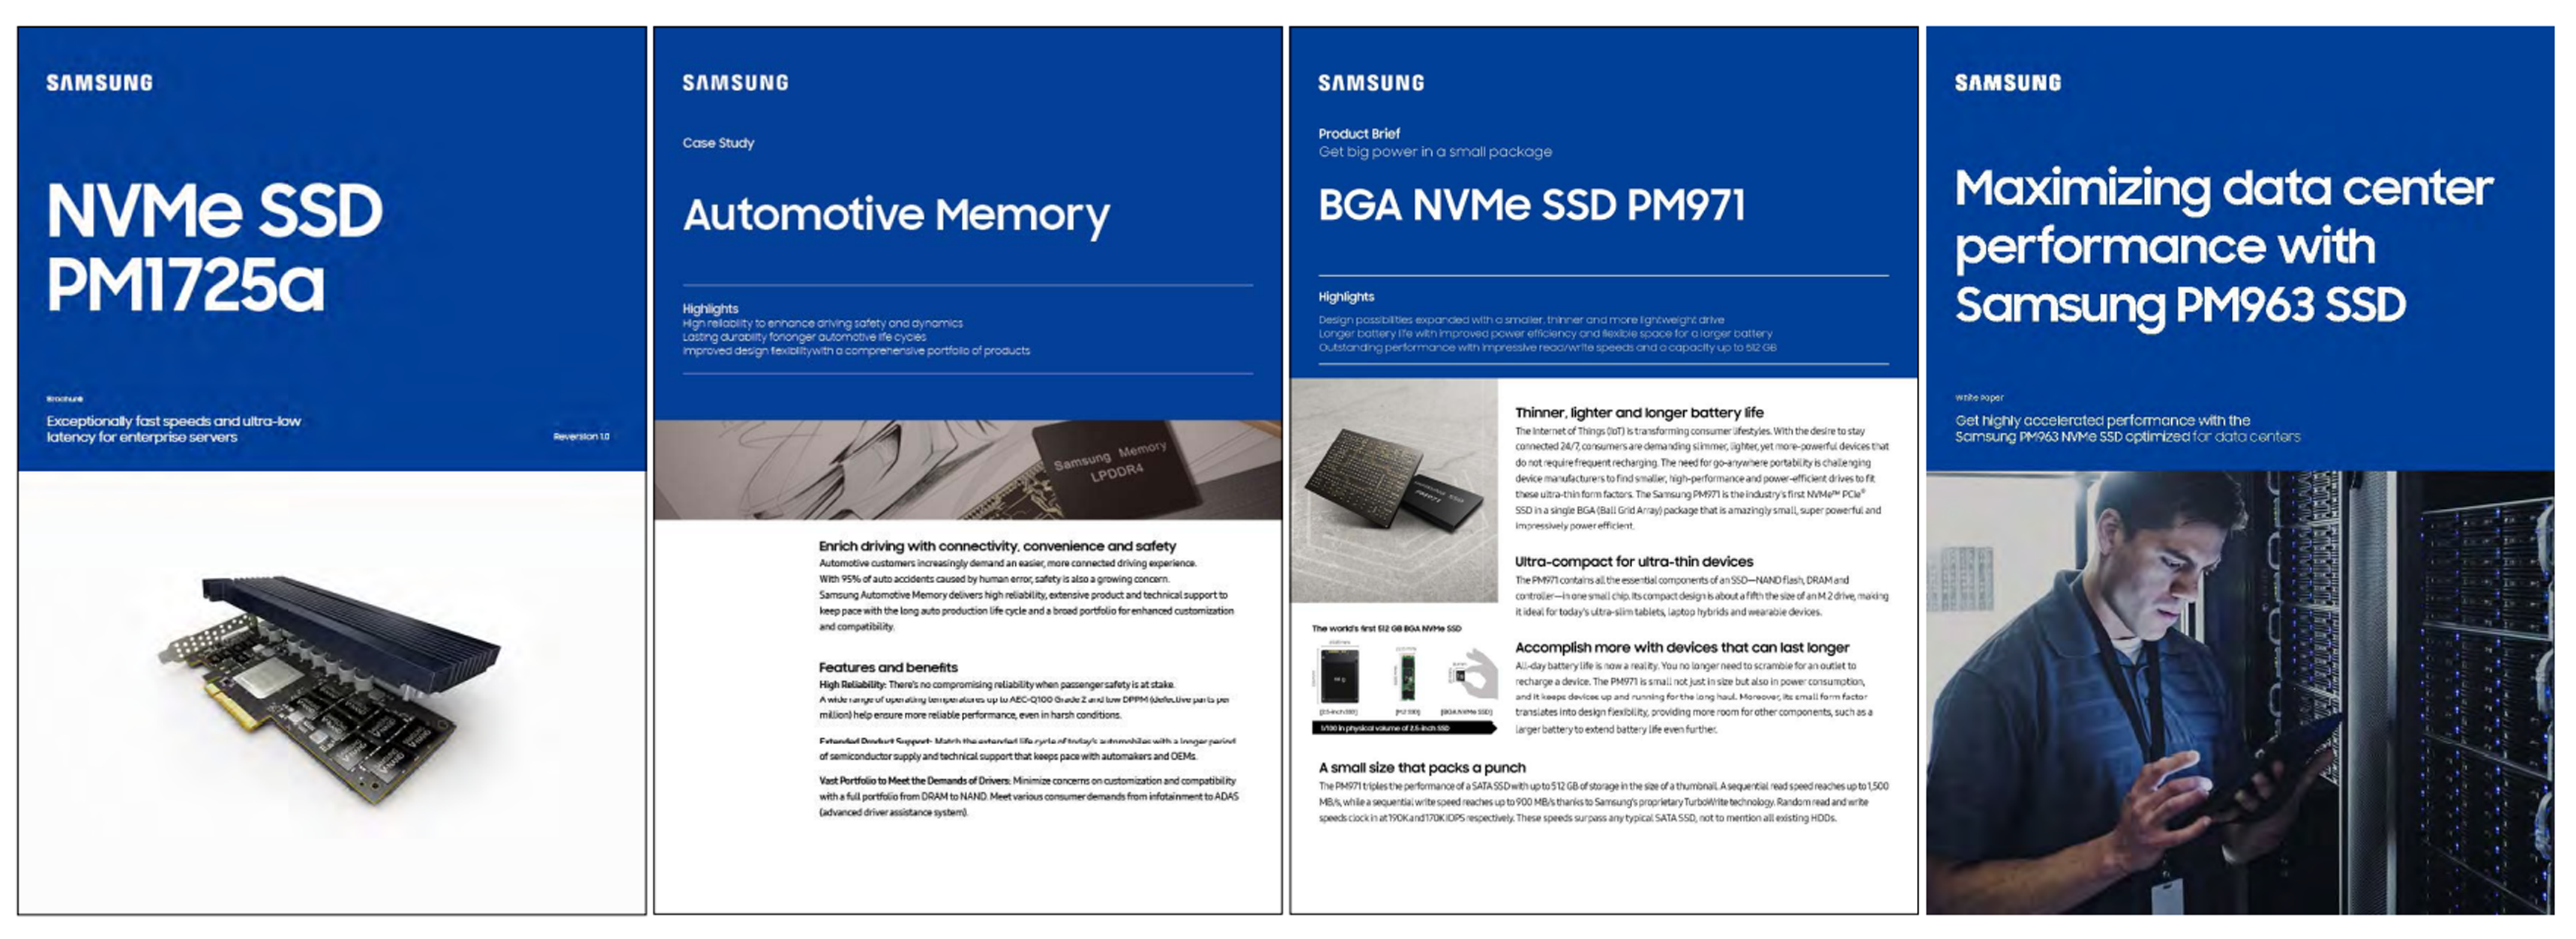 SAMSUNG
NVMe SSD
PM1725a
Brochure
Exceptionally fast speeds and ultra-low
latency for enterprise servers
Reversion 1.0
SAMSUNG
Case Study
Automotive Memory
Highlights
High reliability to enhance driving safety and dynamics
Lasting durability forlonger automotive life cycles
Improved design flexibilitywith a comprehensive portfolio of products
Samsung Memory
LPDDR4
Enrich driving with connectivity, convenience and safety
Automotive customers increasingly demand an easier, more connected driving experience.
With 95% of auto accidents caused by human error, safety is also a growing concern.
Samsung Automotive Memory delivers high reliability, extensive product and technical support to
keep pace with the long auto production life cycle and a broad portfolio for enhanced customization
and compatibility.
Features and benefits
High Reliability: There's no compromising reliability when passenger safety is at stake.
A wide range of operating temperatures up to AEC-Q100 Grade 2 and low DPPM (defective parts per
million) help ensure more reliable performance, even in harsh conditions.
Extended Product Support: Match the extended life cycle of today's automobiles with a longer period
of semiconductor supply and technical support that keeps pace with automakers and OEMs.
Vast Portfolio to Meet the Demands of Drivers: Minimize concerns on customization and compatibility
with a full portfolio from DRAM to NAND. Meet various consumer demands from infotainment to ADAS
(advanced driver assistance system).
SAMSUNG
Product Brief
Get big power in a small package
BGA NVMe SSD PM971
Highlights
Design possibilities expanded with a smaller, thinner and more lightweight drive
Longer battery life with improved power efficiency and flexible space for a larger battery
Outstanding performance with impressive read/write speeds and a capacity up to 512 GB
PM971
Thinner, lighter and longer battery life
The Internet of Things (IoT) is transforming consumer lifestyles. With the desire to stay
connected 24/7, consumers are demanding slimmer, lighter, yet more-powerful devices that
do not require frequent recharging. The need for go-anywhere portability is challenging
device manufacturers to find smaller, high-performance and power-efficient drives to fit
these ultra-thin form factors. The Samsung PM971 is the industry's first NVMe™ PCIe®
SSD in a single BGA (Ball Grid Array) package that is amazingly small, super powerful and
impressively power efficient.
Ultra-compact for ultra-thin devices
The PM971 contains all the essential components of an SSD—NAND flash, DRAM and
controller—in one small chip. Its compact design is about a fifth the size of an M.2 drive, making
it ideal for today's ultra-slim tablets, laptop hybrids and wearable devices.
The world's first 512 GB BGA NVMe SSD
[2.5-inch SSD]
[M.2 SSD]
[BGA NVMe SSD]
1/100 in physical volume of 2.5-inch SSD
Accomplish more with devices that can last longer
All-day battery life is now a reality. You no longer need to scramble for an outlet to
recharge a device. The PM971 is small not just in size but also in power consumption,
and it keeps devices up and running for the long haul. Moreover, its small form factor
translates into design flexibility, providing more room for other components, such as a
larger battery to extend battery life even further.
A small size that packs a punch
The PM971 triples the performance of a SATA SSD with up to 512 GB of storage in the size of a thumbnail. A sequential read speed reaches up to 1,500
MB/s, while a sequential write speed reaches up to 900 MB/s thanks to Samsung's proprietary TurboWrite technology. Random read and write
speeds clock in at 190K and 170K IOPS respectively. These speeds surpass any typical SATA SSD, not to mention all existing HDDs.
SAMSUNG
Maximizing data center
performance with
Samsung PM963 SSD
White Paper
Get highly accelerated performance with the
Samsung PM963 NVMe SSD optimized for data centers